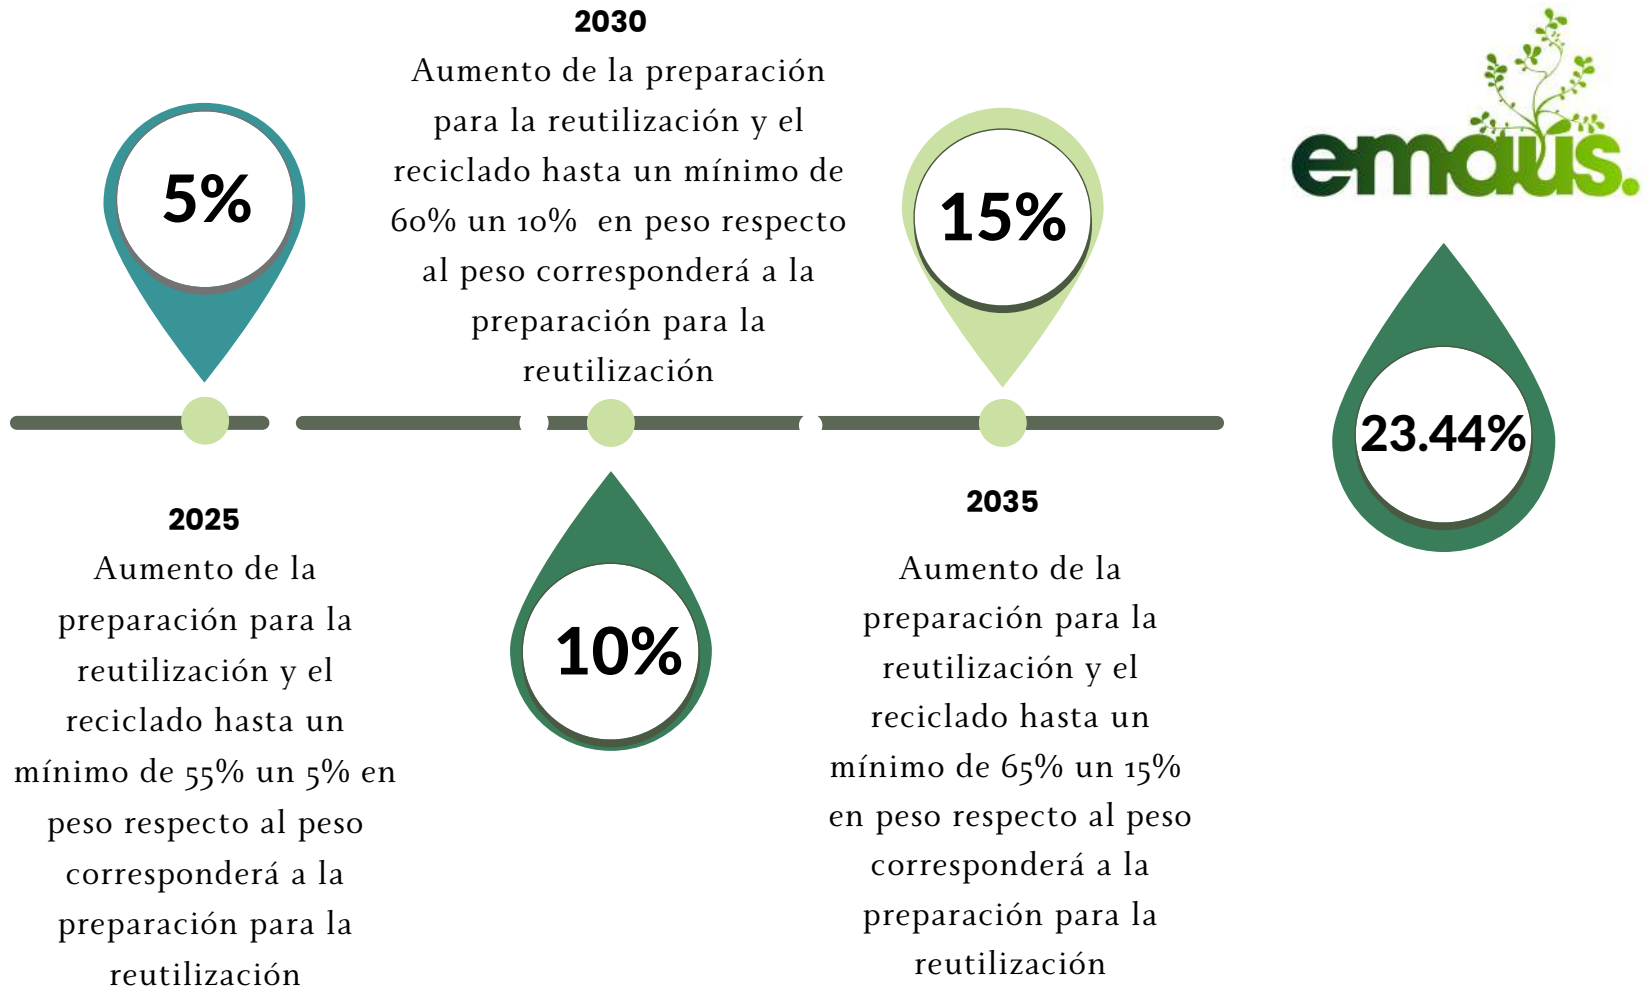 5%
2025
Aumento de la
preparación para la
reutilización y el
reciclado hasta un
mínimo de 55% un 5% en
peso respecto al peso
corresponderá a la
preparación para la
reutilización
2030
Aumento de la preparación
para la reutilización y el
reciclado hasta un mínimo de
60% un 10% en peso respecto
al peso corresponderá a la
preparación para la
reutilización
10%
15%
2035
Aumento de la
preparación para la
reutilización y el
reciclado hasta un
mínimo de 65% un 15%
en peso respecto al peso
corresponderá a la
preparación para la
reutilización
emaus.
23.44%